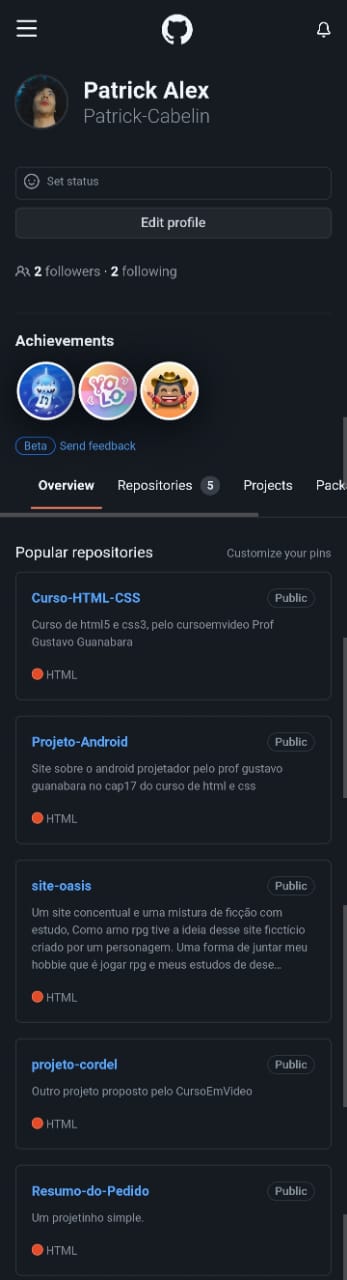 Patrick Alex
Patrick-Cabelin
Set status
Edit profile
2 followers · 2 following
Achievements
YOLO
Beta Send feedback
Overview Repositories 5 Projects Pack
Popular repositories Customize your pins
Curso-HTML-CSS Public
Curso de html5 e css3, pelo cursoemvideo Prof
Gustavo Guanabara
HTML
Projeto-Android Public
Site sobre o android projetador pelo prof gustavo
guanabara no cap17 do curso de html e css
HTML
site-oasis Public
Um site concentual e uma mistura de ficção com
estudo, Como amo rpg tive a ideia desse site ficctício
criado por um personagem. Uma forma de juntar meu
hobbie que é jogar rpg e meus estudos de dese...
HTML
projeto-cordel Public
Outro projeto proposto pelo CursoEmVideo
HTML
Resumo-do-Pedido Public
Um projetinho simple.
HTML